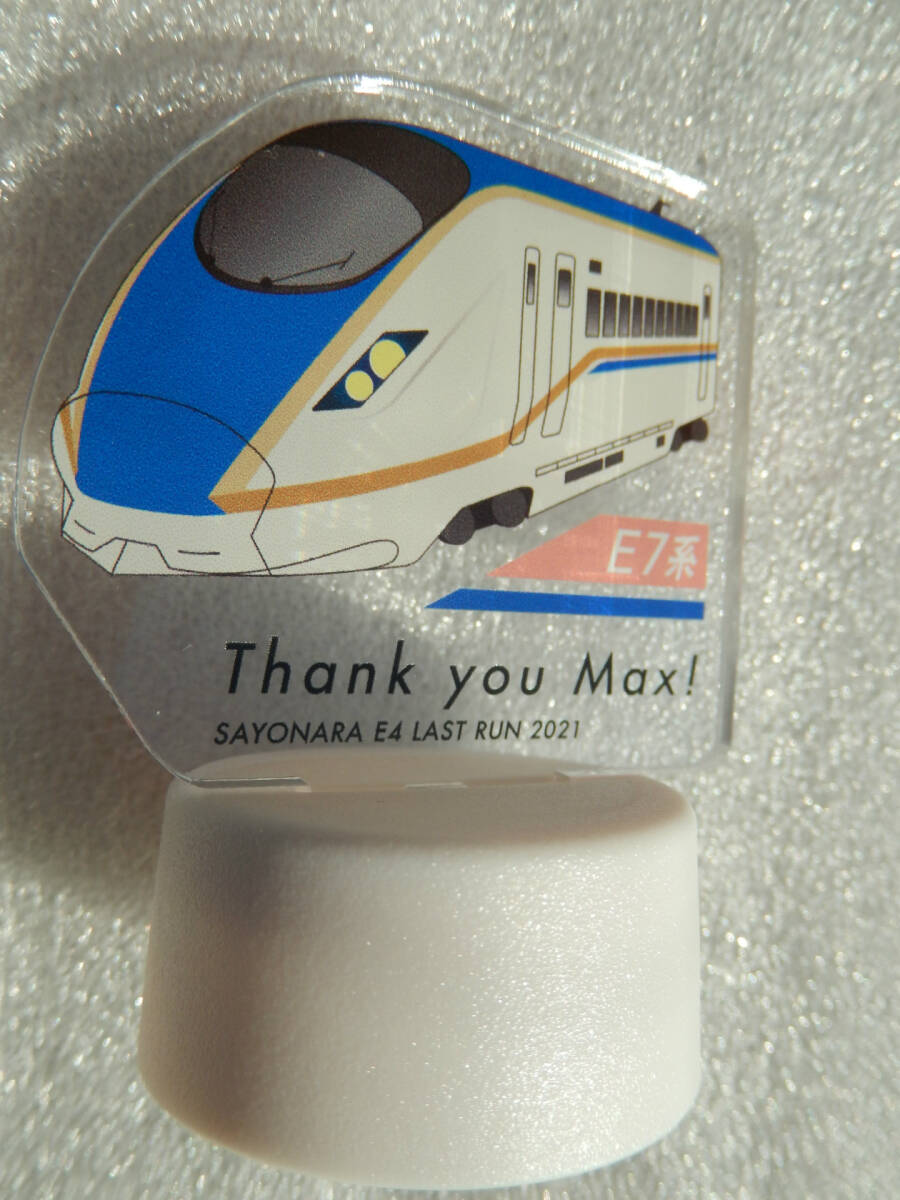 E7系
Thank you Max!
SAYONARA E4 LAST RUN 2021